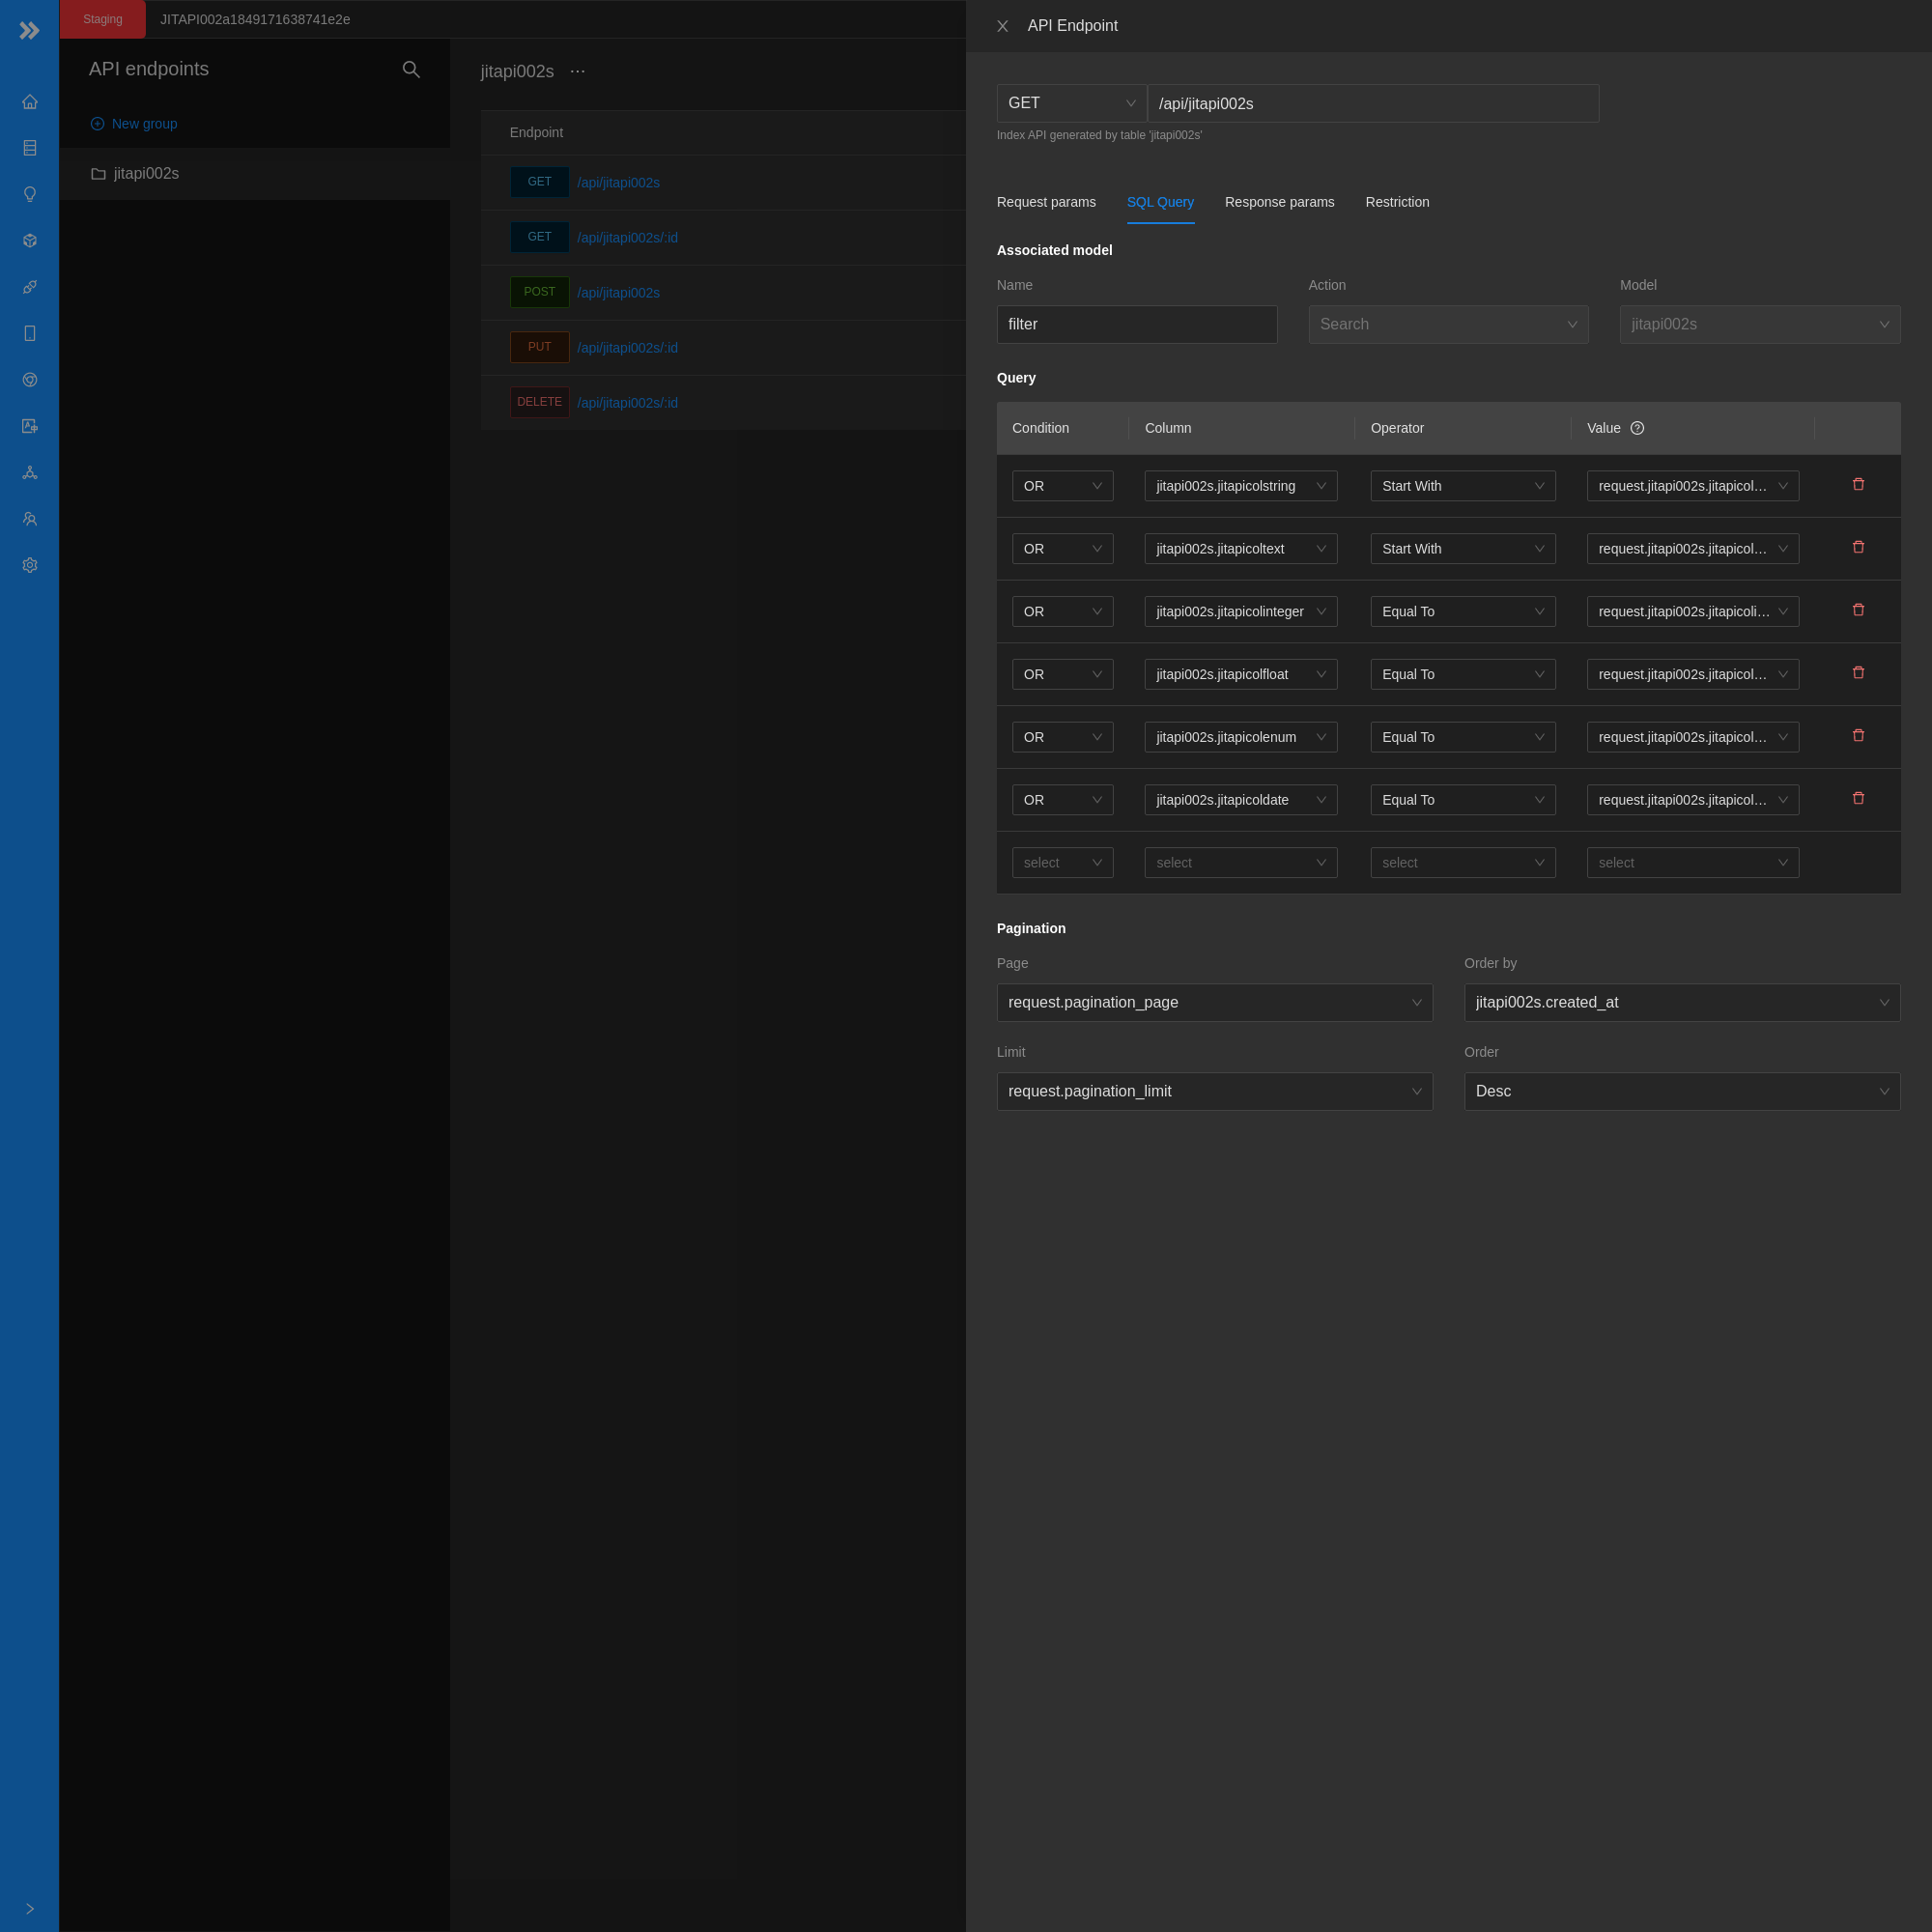 Staging
JITAPI002a1849171638741e2e
API endpoints
New group
jitapi002s
jitapi002s
Endpoint
GET /api/jitapi002s
GET /api/jitapi002s/:id
POST /api/jitapi002s
PUT /api/jitapi002s/:id
DELETE /api/jitapi002s/:id
API Endpoint
GET /api/jitapi002s
Index API generated by table 'jitapi002s'
Request params SQL Query Response params Restriction
Associated model
Name Action Model
filter Search jitapi002s
Query
Condition Column Operator Value
OR jitapi002s.jitapicolstring Start With request.jitapi002s.jitapicol…
OR jitapi002s.jitapicoltext Start With request.jitapi002s.jitapicol…
OR jitapi002s.jitapicolinteger Equal To request.jitapi002s.jitapicoli…
OR jitapi002s.jitapicolfloat Equal To request.jitapi002s.jitapicol…
OR jitapi002s.jitapicolenum Equal To request.jitapi002s.jitapicol…
OR jitapi002s.jitapicoldate Equal To request.jitapi002s.jitapicol…
select select select select
Pagination
Page Order by
request.pagination_page jitapi002s.created_at
Limit Order
request.pagination_limit Desc